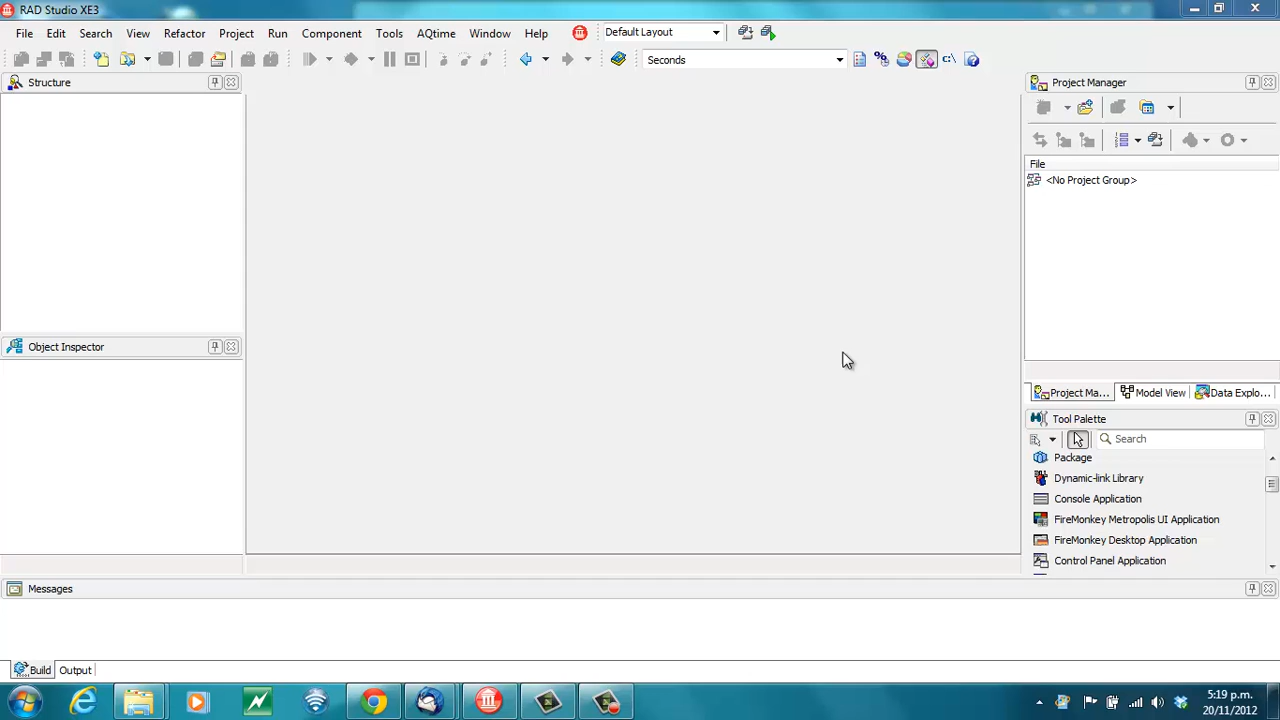 RAD Studio XE3
File Edit Search View Refactor Project Run Component Tools AQtime Window Help Default Layout
Seconds C:\
Structure
Project Manager
File
<No Project Group>
Object Inspector
Project Ma... Model View Data Explo...
Tool Palette
Search
Package
Dynamic-link Library
Console Application
FireMonkey Metropolis UI Application
FireMonkey Desktop Application
Control Panel Application
Messages
Build Output
5:19 p.m.
20/11/2012